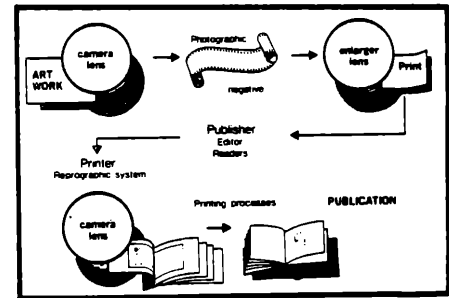 camera
lens
ART
WORK
Photographic
negative
enlarger
lens
Print
Publisher
Editor
Readers
Printer
Reprographic system
camera
lens
Printing processes
PUBLICATION